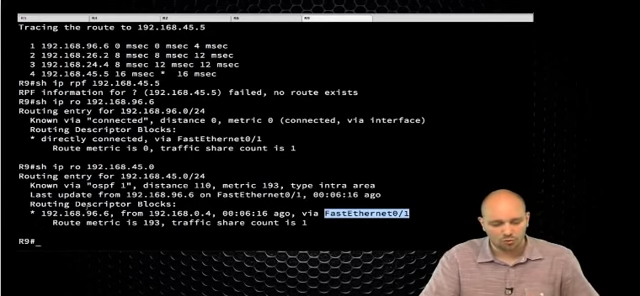 R1 R3 R2 R6 R9
Tracing the route to 192.168.45.5
1 192.168.96.6 0 msec 0 msec 4 msec
2 192.168.26.2 8 msec 8 msec 12 msec
3 192.168.24.4 8 msec 12 msec 12 msec
4 192.168.45.5 16 msec * 16 msec
R9#sh ip rpf 192.168.45.5
RPF information for ? (192.168.45.5) failed, no route exists
R9#sh ip ro 192.168.96.6
Routing entry for 192.168.96.0/24
Known via "connected", distance 0, metric 0 (connected, via interface)
Routing Descriptor Blocks:
* directly connected, via FastEthernet0/1
Route metric is 0, traffic share count is 1
R9#sh ip ro 192.168.45.0
Routing entry for 192.168.45.0/24
Known via "ospf 1", distance 110, metric 193, type intra area
Last update from 192.168.96.6 on FastEthernet0/1, 00:06:16 ago
Routing Descriptor Blocks:
* 192.168.96.6, from 192.168.0.4, 00:06:16 ago, via FastEthernet0/1
Route metric is 193, traffic share count is 1
R9#_